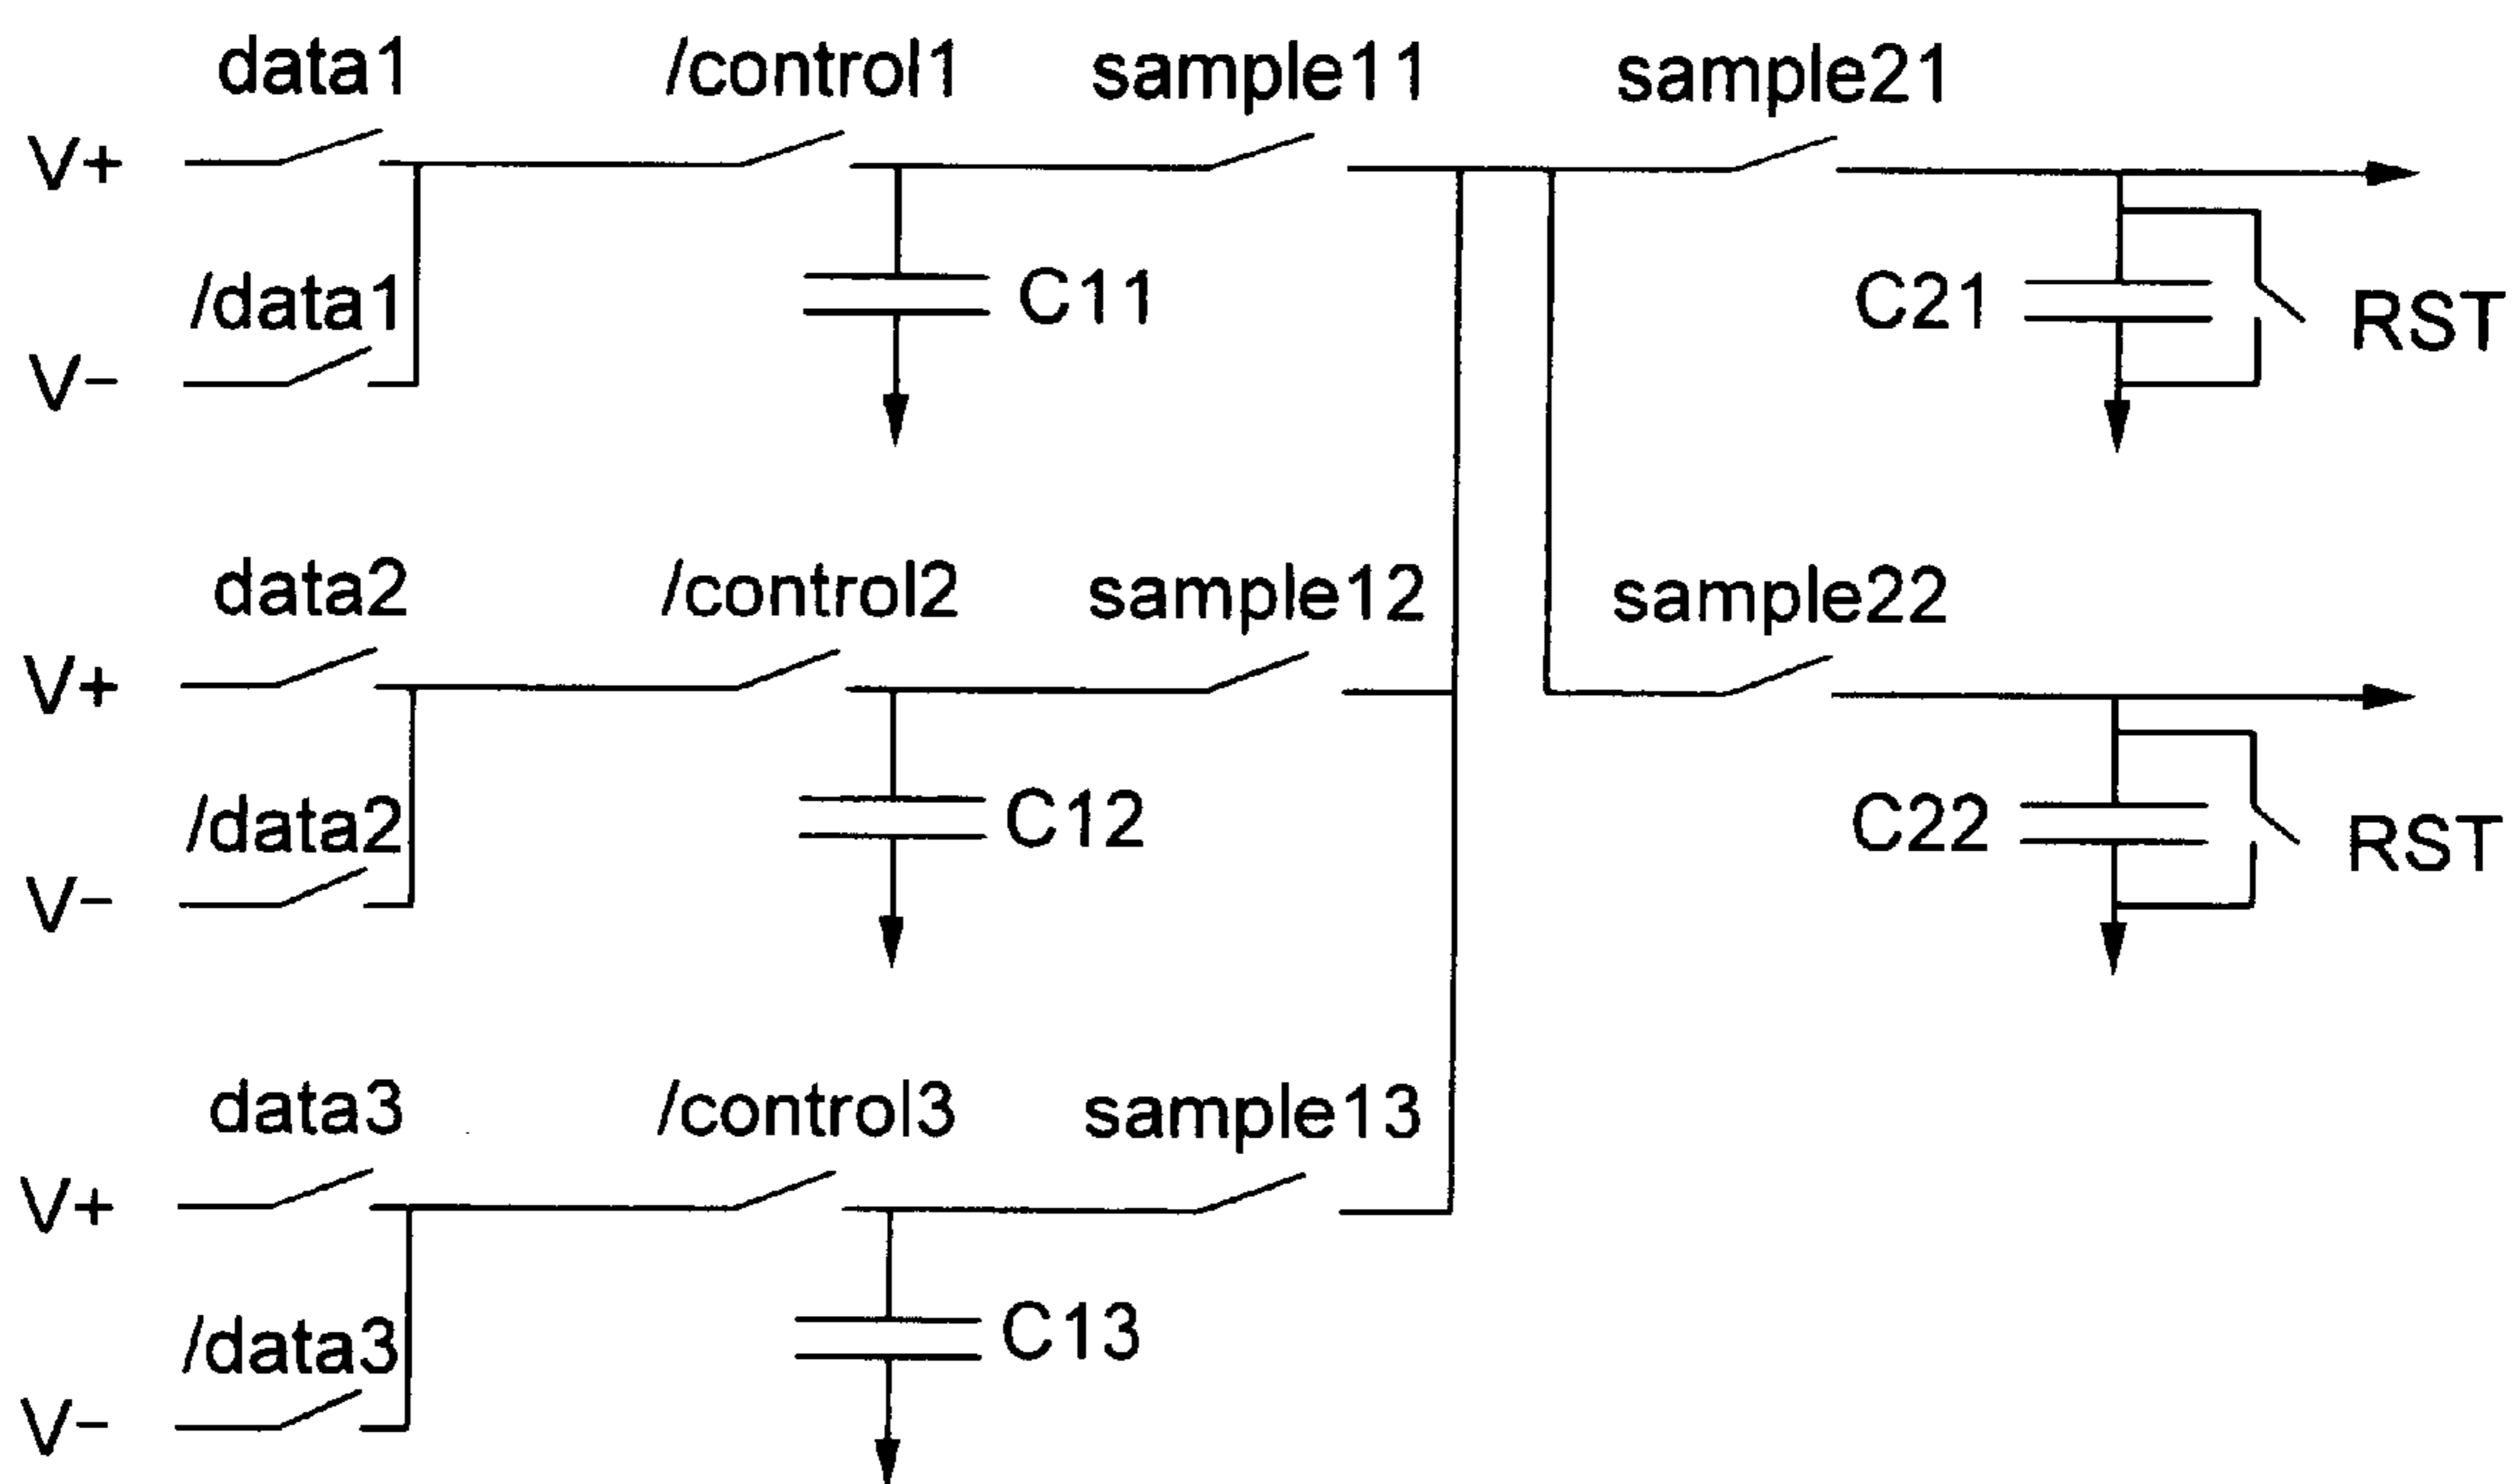 data1 /control1 sample11 sample21
V+
/data1 C11 C21 RST
V−
data2 /control2 sample12 sample22
V+
/data2 C12 C22 RST
V−
data3 /control3 sample13
V+
/data3 C13
V−